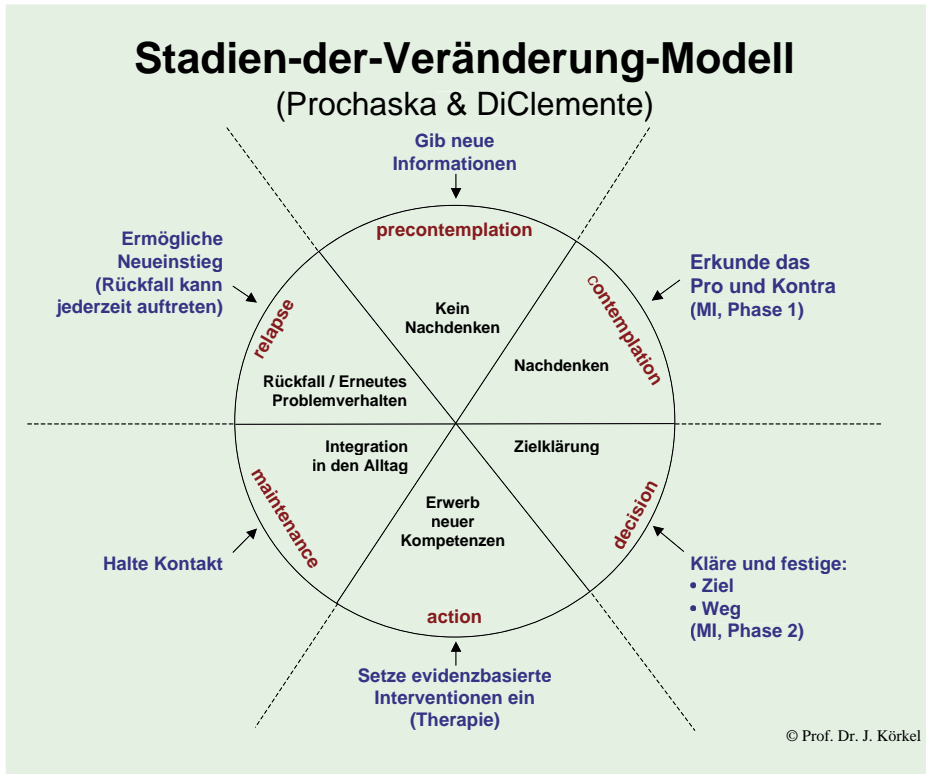 Stadien-der-Veränderung-Modell
(Prochaska & DiClemente)
Gib neue
Informationen
precontemplation
Kein
Nachdenken
Erkunde das
Pro und Kontra
(MI, Phase 1)
contemplation
Nachdenken
Zielklärung
decision
Kläre und festige:
• Ziel
• Weg
(MI, Phase 2)
Erwerb
neuer
Kompetenzen
action
Setze evidenzbasierte
Interventionen ein
(Therapie)
Integration
in den Alltag
maintenance
Halte Kontakt
Rückfall / Erneutes
Problemverhalten
relapse
Ermögliche
Neueinstieg
(Rückfall kann
jederzeit auftreten)
© Prof. Dr. J. Körkel